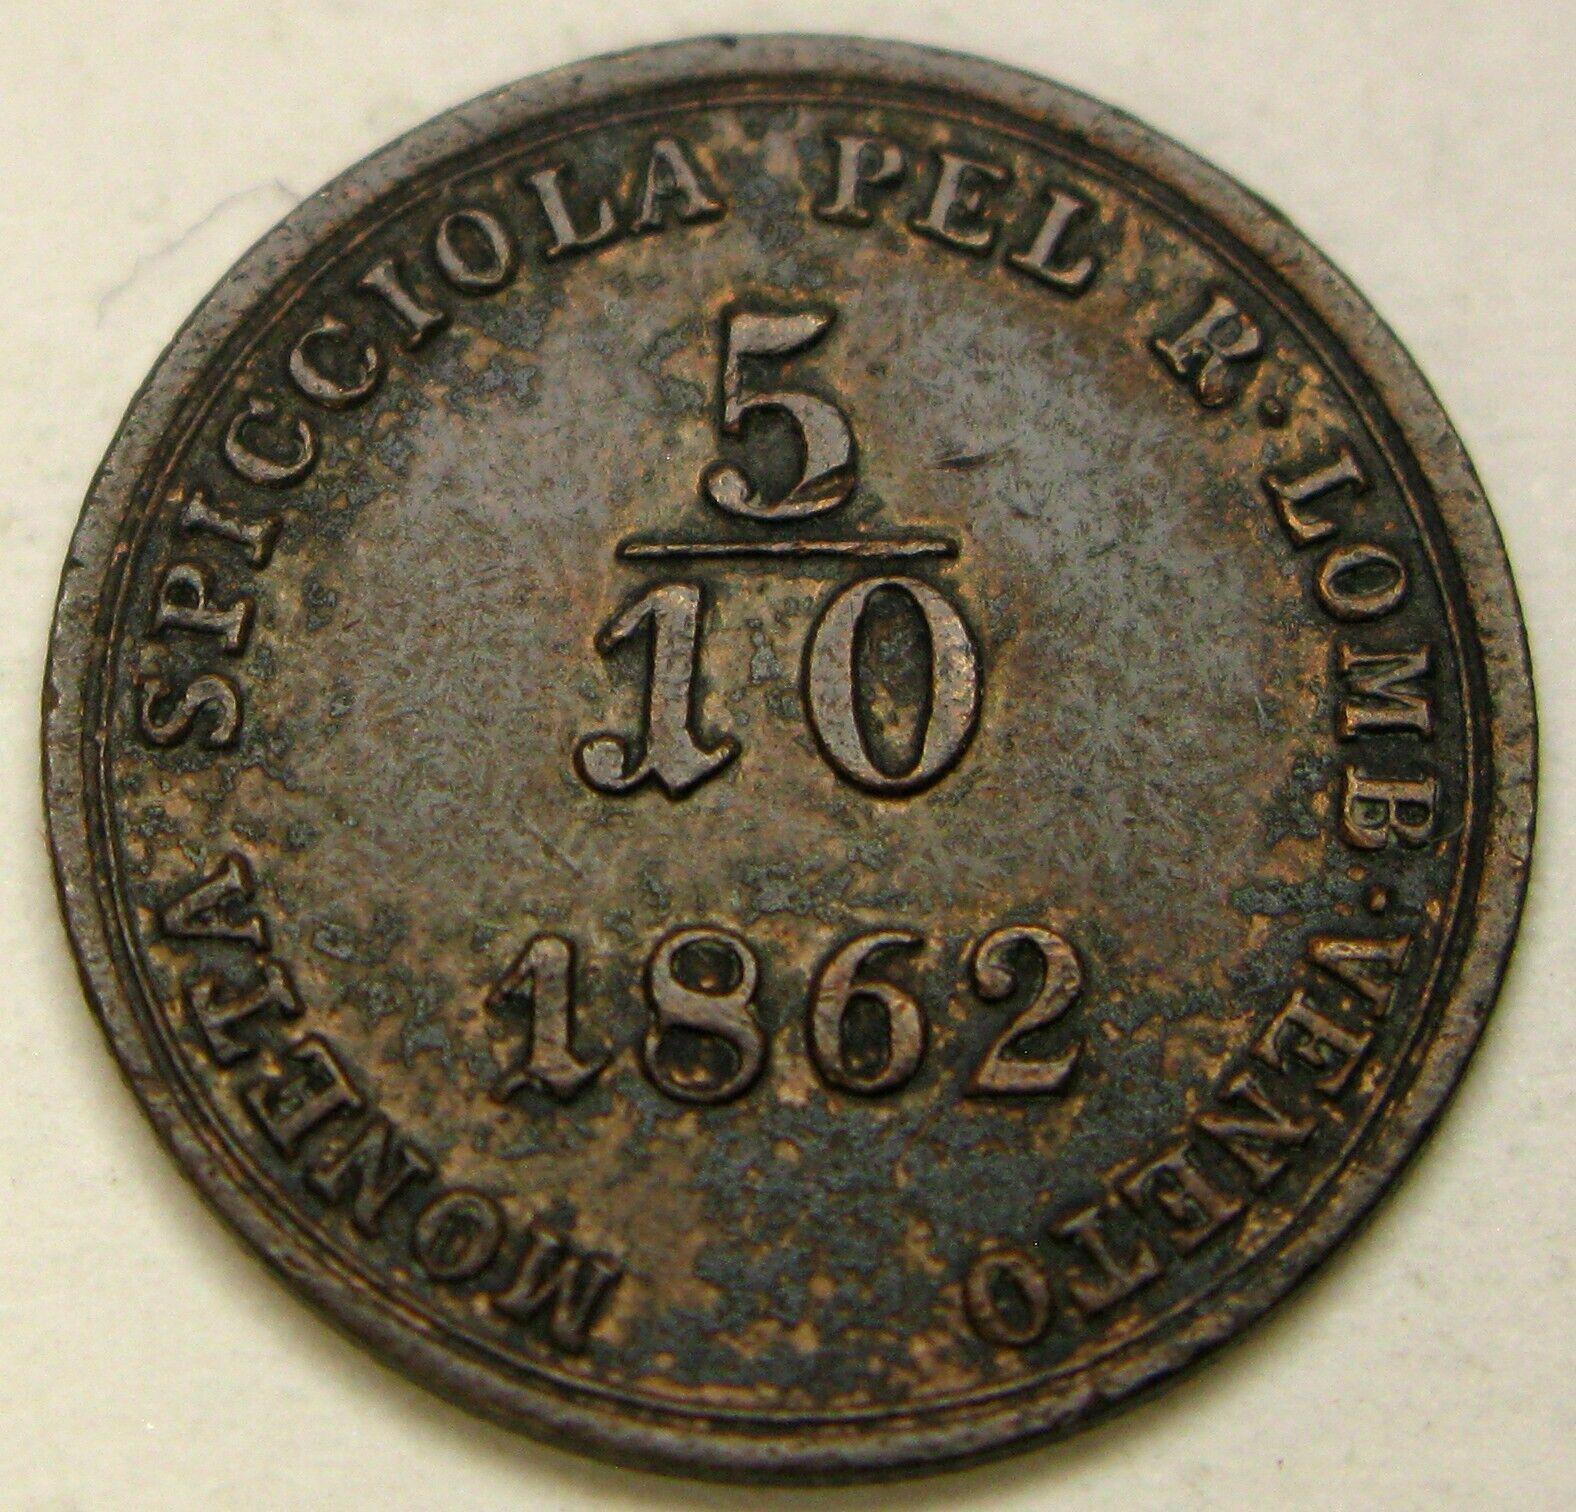 MONETA SPICCIOLA PEL R·LOMB·VENETO
5
10
1862